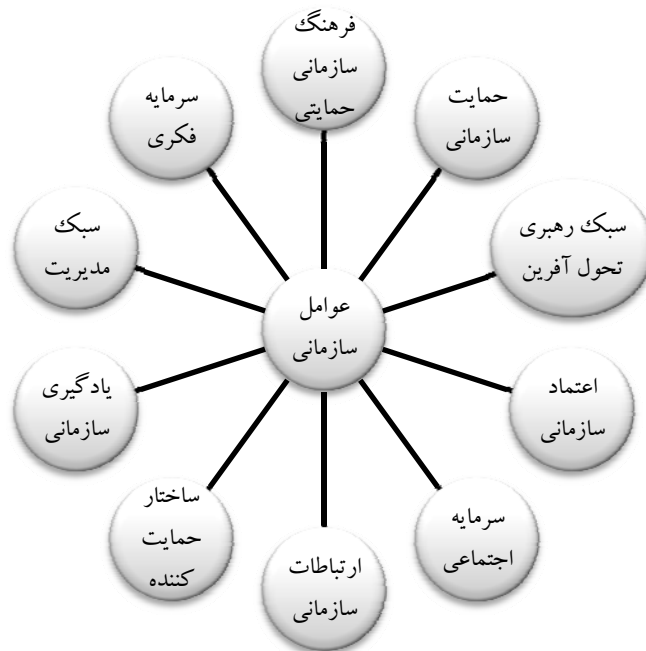 فرهنگ
سازمانی
حمایتی
حمایت
سازمانی
سبک رهبری
تحول آفرین
اعتماد
سازمانی
سرمایه
اجتماعی
ارتباطات
سازمانی
ساختار
حمایت
کننده
یادگیری
سازمانی
سبک
مدیریت
سرمایه
فکری
عوامل
سازمانی